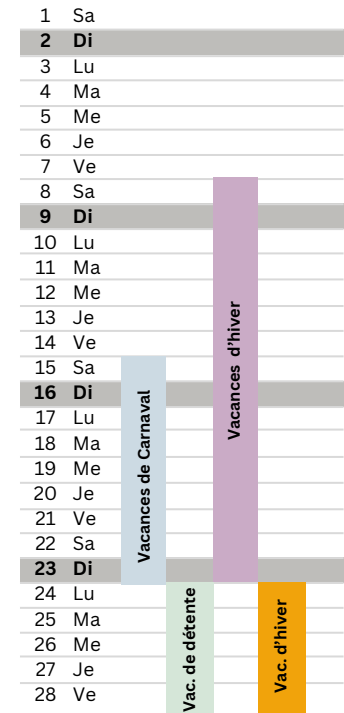 1 Sa
2 Di
3 Lu
4 Ma
5 Me
6 Je
7 Ve
8 Sa
9 Di
10 Lu
11 Ma
12 Me
13 Je
14 Ve
15 Sa
16 Di
17 Lu
18 Ma
19 Me
20 Je
21 Ve
22 Sa
23 Di
24 Lu
25 Ma
26 Me
27 Je
28 Ve
Vacances de Carnaval
Vac. de détente
Vacances d’hiver
Vac. d’hiver